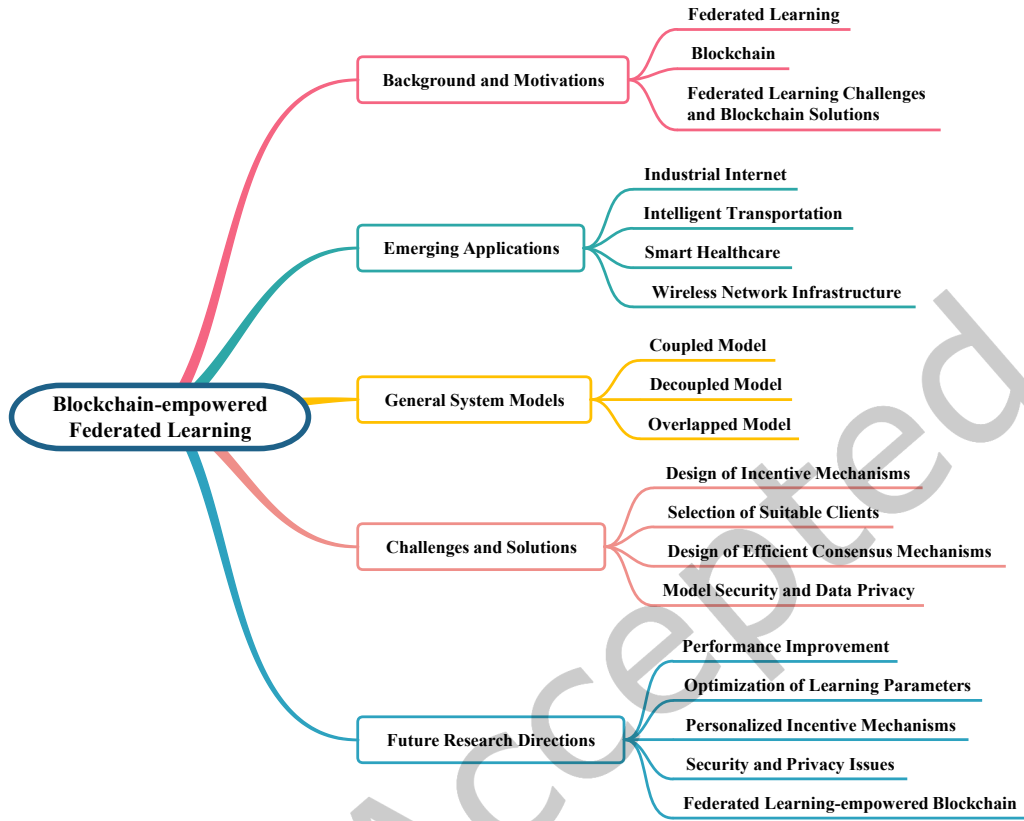 Blockchain-empowered
Federated Learning
Background and Motivations
Federated Learning
Blockchain
Federated Learning Challenges
and Blockchain Solutions
Emerging Applications
Industrial Internet
Intelligent Transportation
Smart Healthcare
Wireless Network Infrastructure
General System Models
Coupled Model
Decoupled Model
Overlapped Model
Challenges and Solutions
Design of Incentive Mechanisms
Selection of Suitable Clients
Design of Efficient Consensus Mechanisms
Model Security and Data Privacy
Future Research Directions
Performance Improvement
Optimization of Learning Parameters
Personalized Incentive Mechanisms
Security and Privacy Issues
Federated Learning-empowered Blockchain
Accepted